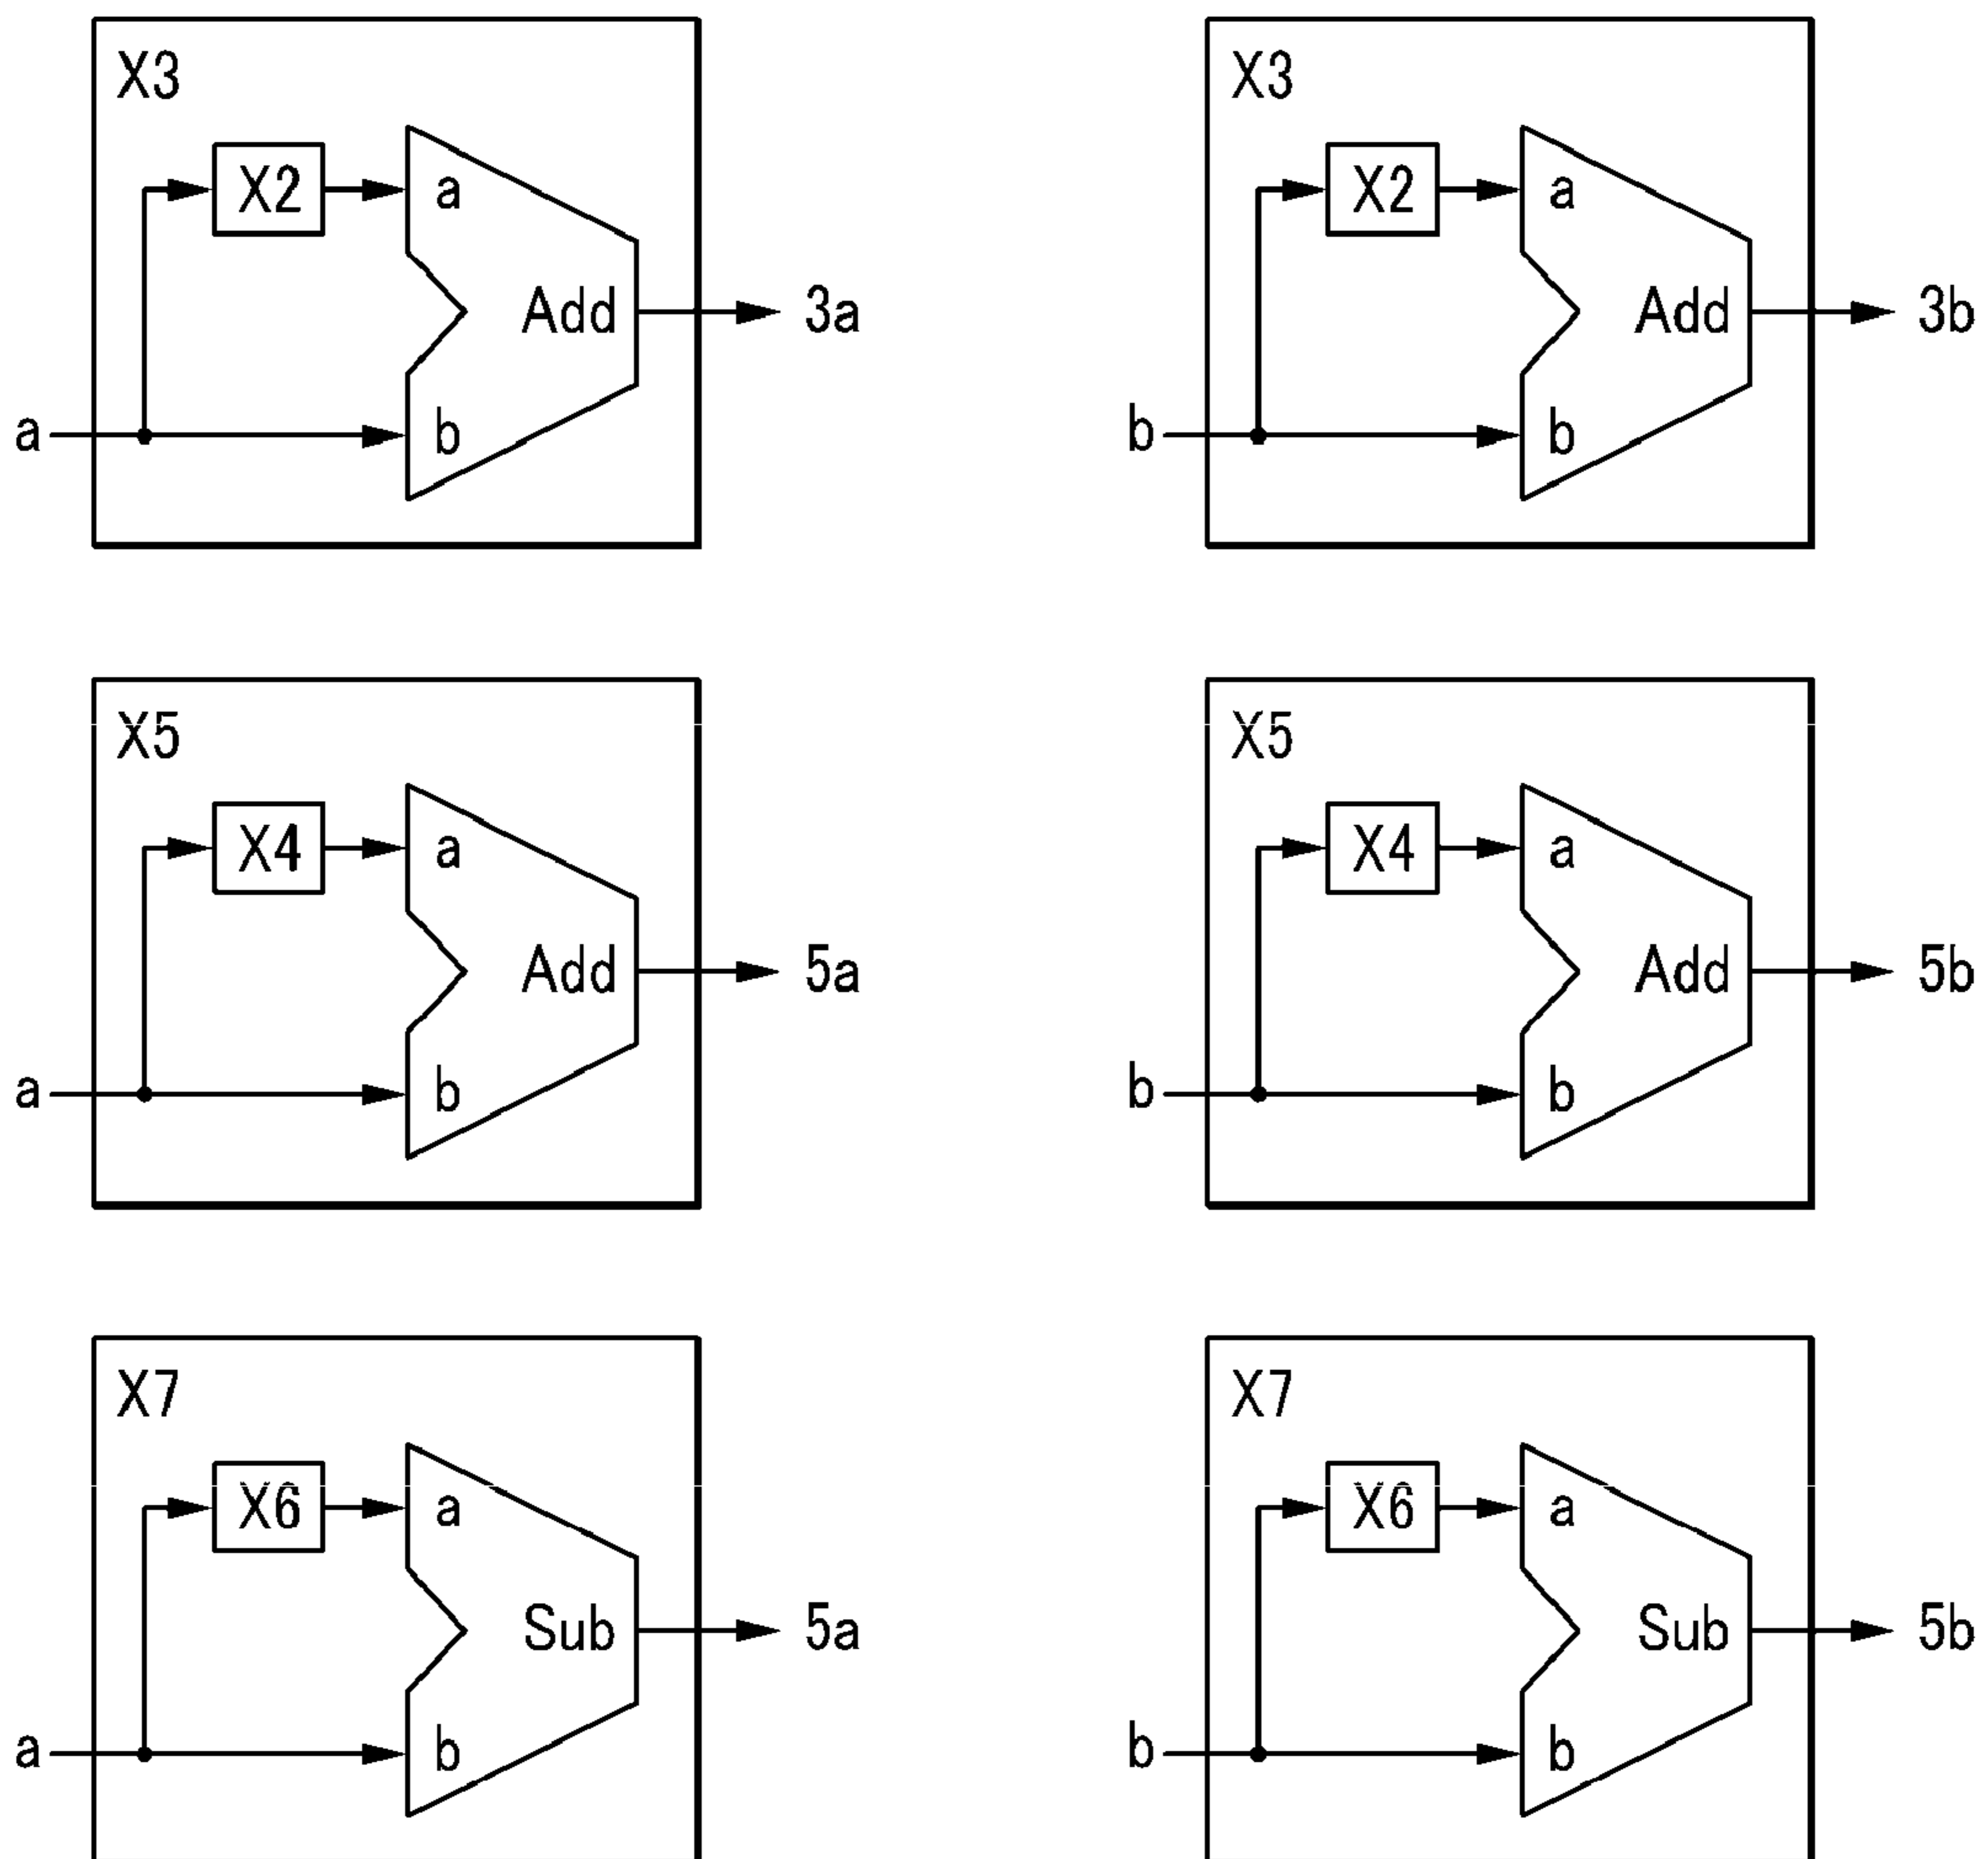 X3 X3
X2 a X2 a
Add 3a Add 3b
a b b b
X5 X5
X4 a X4 a
Add 5a Add 5b
a b b b
X7 X7
X6 a X6 a
Sub 5a Sub 5b
a b b b